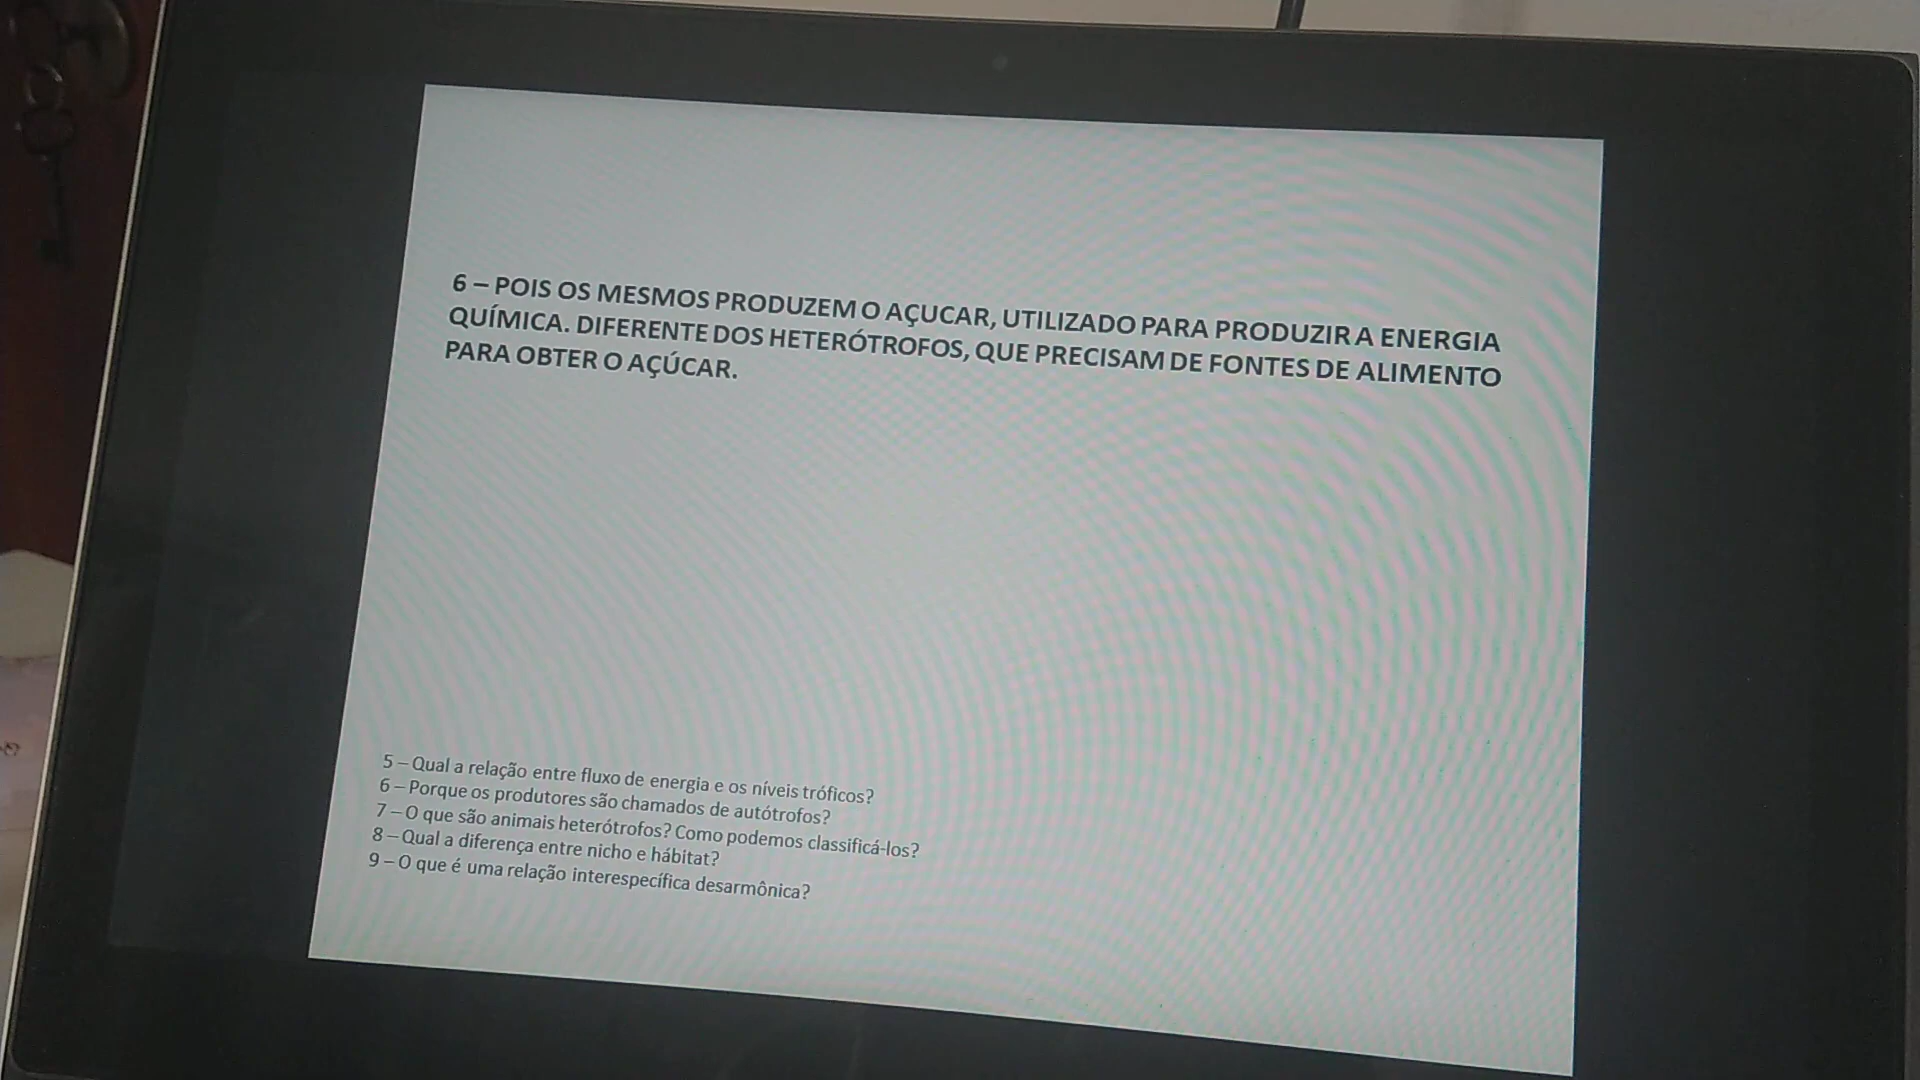 6 – POIS OS MESMOS PRODUZEM O AÇUCAR, UTILIZADO PARA PRODUZIR A ENERGIA
QUÍMICA. DIFERENTE DOS HETERÓTROFOS, QUE PRECISAM DE FONTES DE ALIMENTO
PARA OBTER O AÇÚCAR.
5 – Qual a relação entre fluxo de energia e os níveis tróficos?
6 – Porque os produtores são chamados de autótrofos?
7 – O que são animais heterótrofos? Como podemos classificá-los?
8 – Qual a diferença entre nicho e hábitat?
9 – O que é uma relação interespecífica desarmônica?